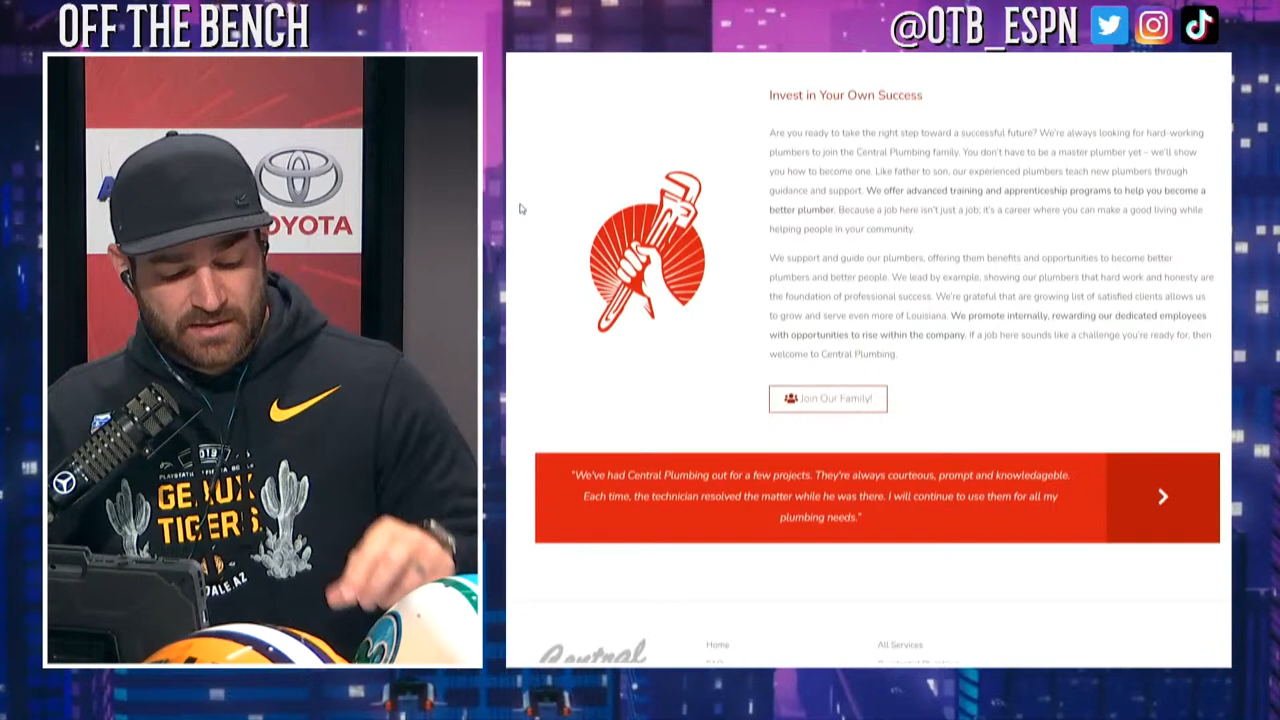 OFF THE BENCH
@OTB_ESPN
OYOTA
2019
GEAUX
TIGERS
DALE,AZ
Invest in Your Own Success
Are you ready to take the right step toward a successful future? We're always looking for hard-working
plumbers to join the Central Plumbing family. You don't have to be a master plumber yet – we'll show
you how to become one. Like father to son, our experienced plumbers teach new plumbers through
guidance and support. We offer advanced training and apprenticeship programs to help you become a
better plumber. Because a job here isn't just a job; it's a career where you can make a good living while
helping people in your community.
We support and guide our plumbers, offering them benefits and opportunities to become better
plumbers and better people. We lead by example, showing our plumbers that hard work and honesty are
the foundation of professional success. We're grateful that are growing list of satisfied clients allows us
to grow and serve even more of Louisiana. We promote internally, rewarding our dedicated employees
with opportunities to rise within the company. If a job here sounds like a challenge you're ready for, then
welcome to Central Plumbing.
Join Our Family!
"We've had Central Plumbing out for a few projects. They're always courteous, prompt and knowledgeble.
Each time, the technician resolved the matter while he was there. I will continue to use them for all my
plumbing needs."
Central
Home
All Services